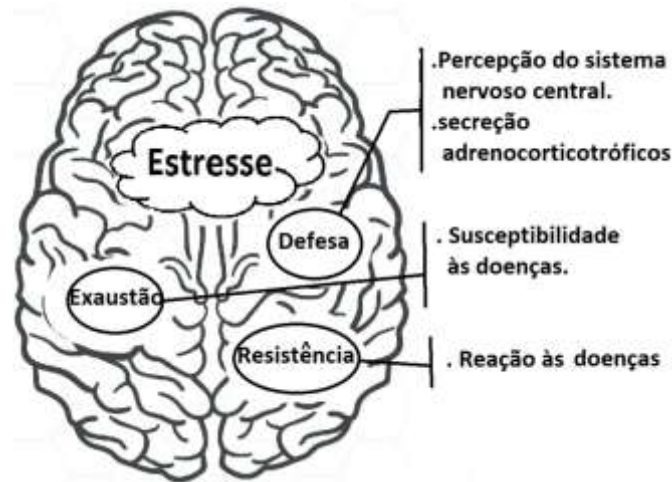 Estresse
Defesa
Exaustão
Resistência
.Percepção do sistema
nervoso central.
.secreção
adrenocorticotróficos
. Susceptibilidade
às doenças.
. Reação às doenças